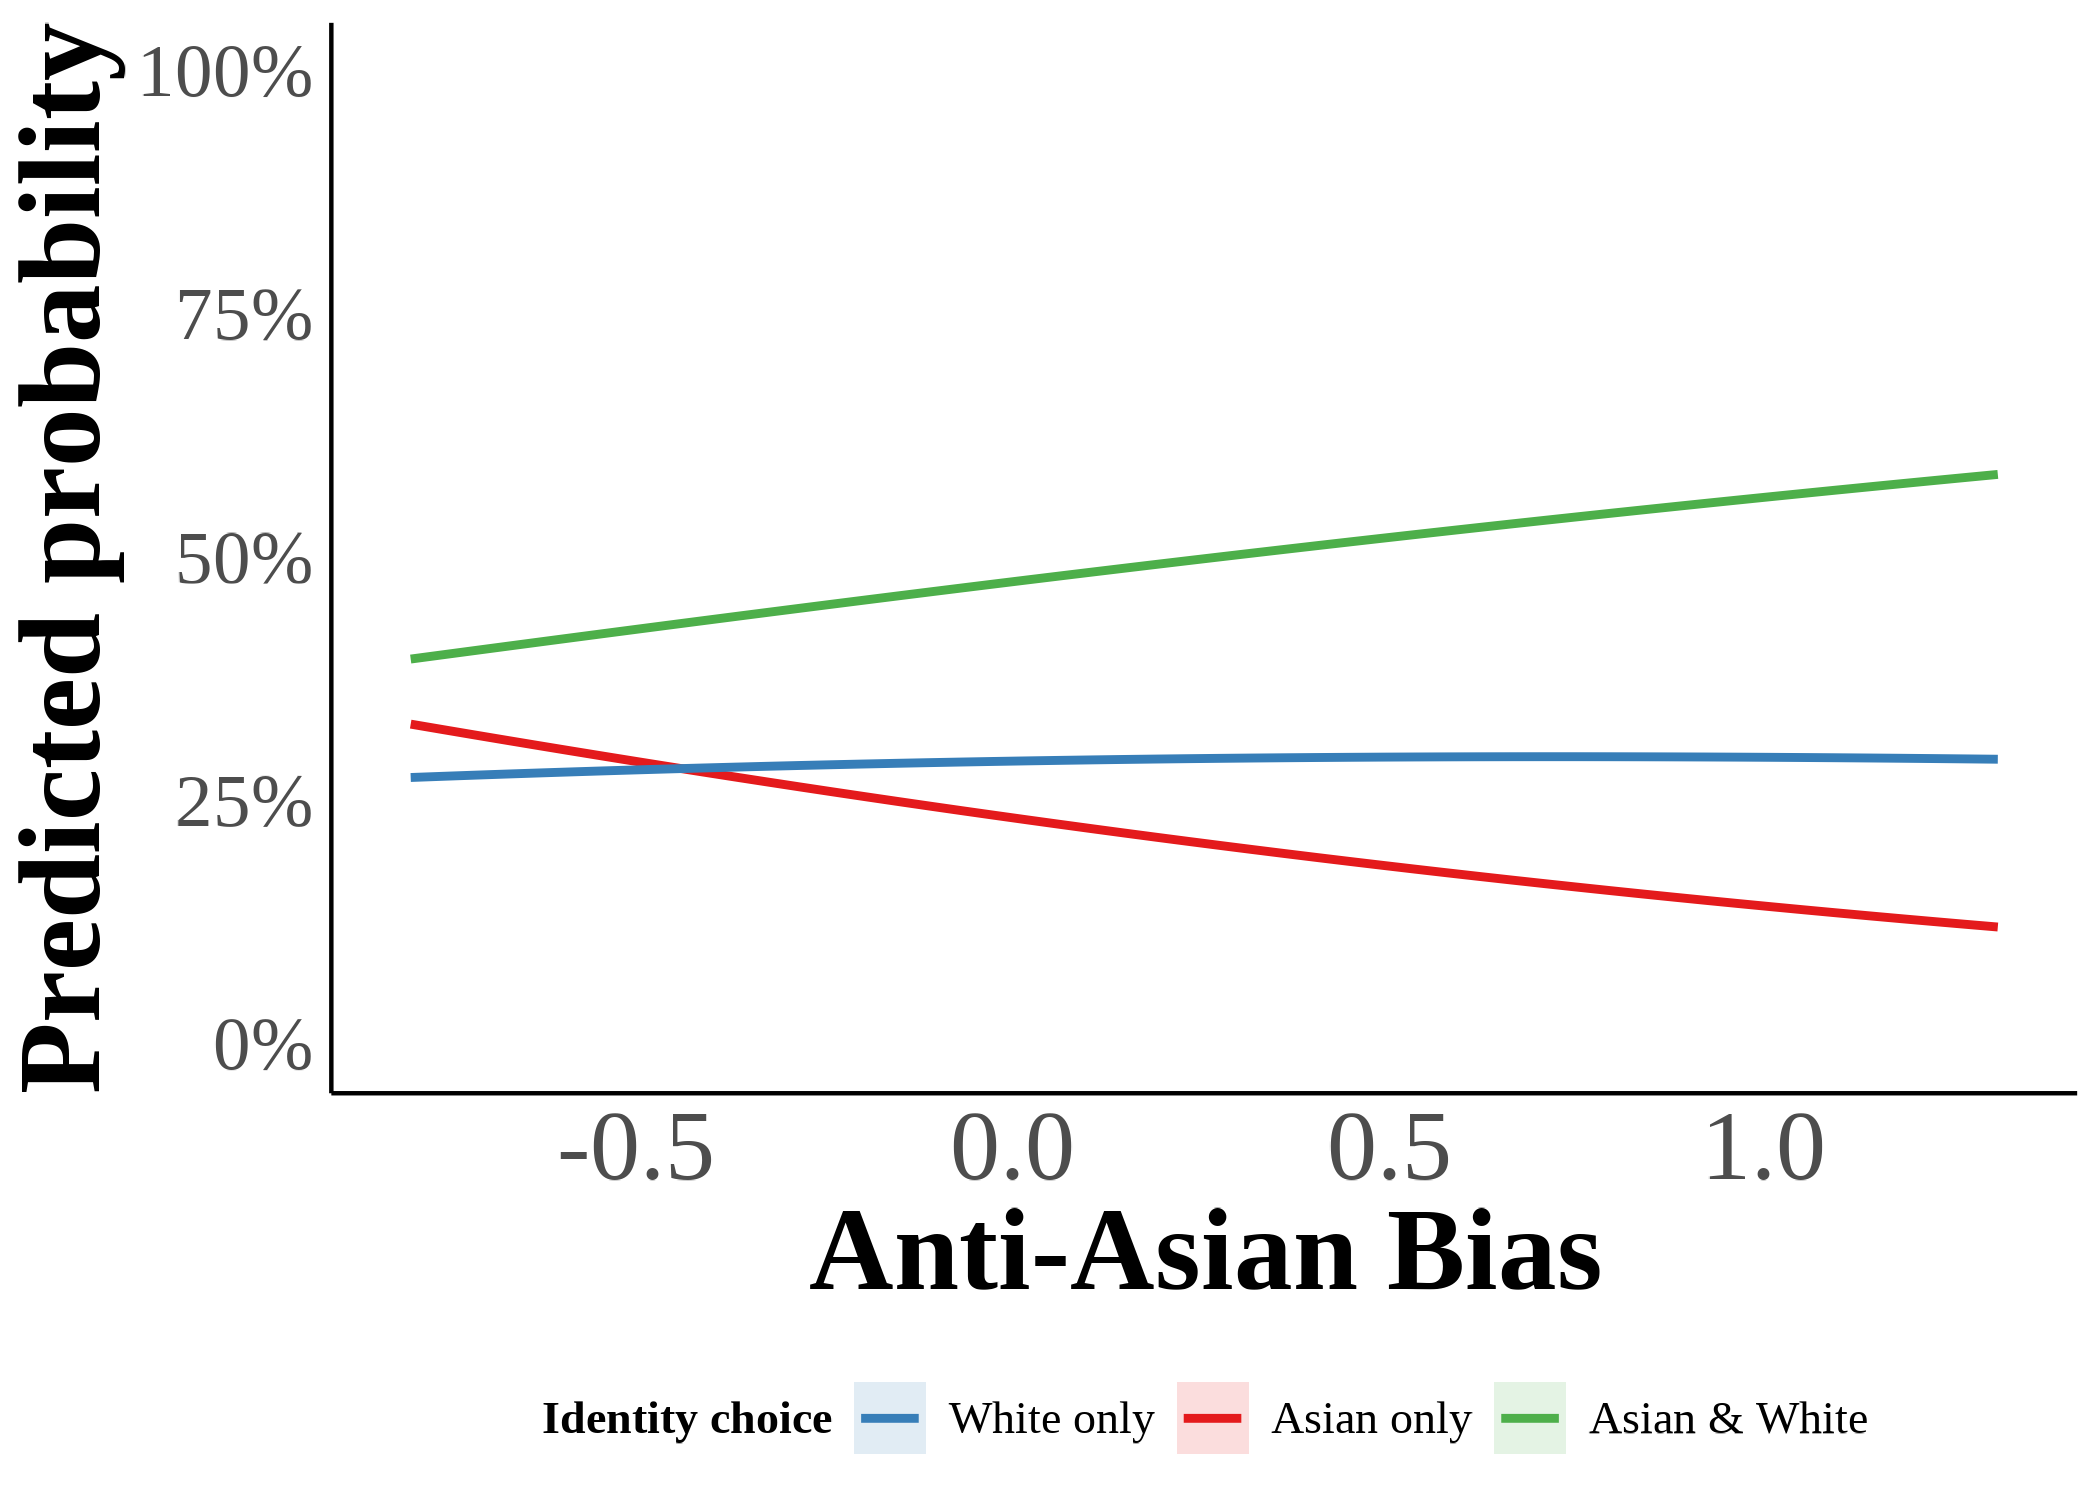 Predicted probability
100%
75%
50%
25%
0%
-0.5 0.0 0.5 1.0
Anti-Asian Bias
Identity choice White only Asian only Asian & White